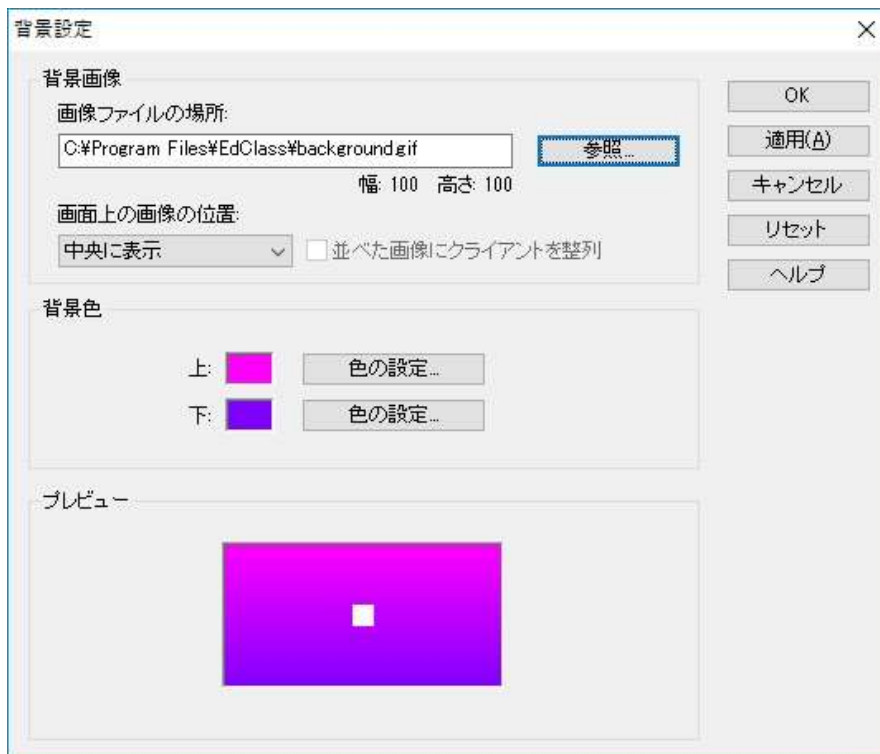 背景設定
背景画像
画像ファイルの場所:
C:¥Program Files¥EdClass¥background.gif
参照...
幅: 100 高さ: 100
画面上の画像の位置:
中央に表示
並べた画像にクライアントを整列
OK
適用(A)
キャンセル
リセット
ヘルプ
背景色
上: 色の設定...
下: 色の設定...
プレビュー